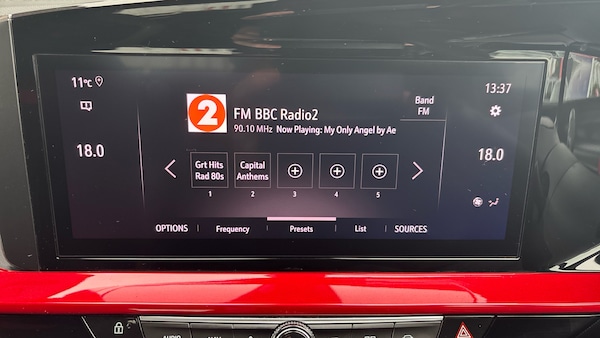 11°C
13:37
2
FM BBC Radio2
Band
FM
90.10 MHz Now Playing: My Only Angel by Ae
18.0
18.0
Grt Hits
Rad 80s
Capital
Anthems
1
2
3
4
5
OPTIONS
Frequency
Presets
List
SOURCES
AUDIO